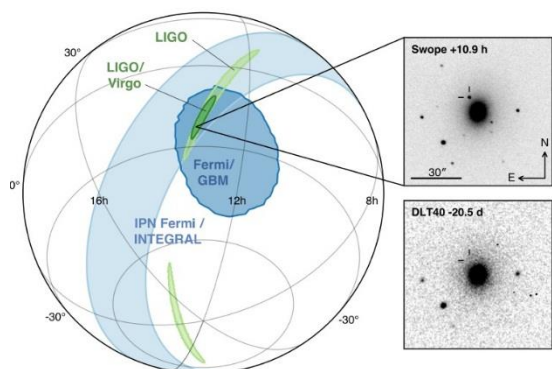 LIGO
30°
LIGO/
Virgo
30°
Fermi/
GBM
0°
16h
12h
8h
IPN Fermi /
INTEGRAL
-30°
-30°
Swope +10.9 h
N
30"
E
DLT40 -20.5 d